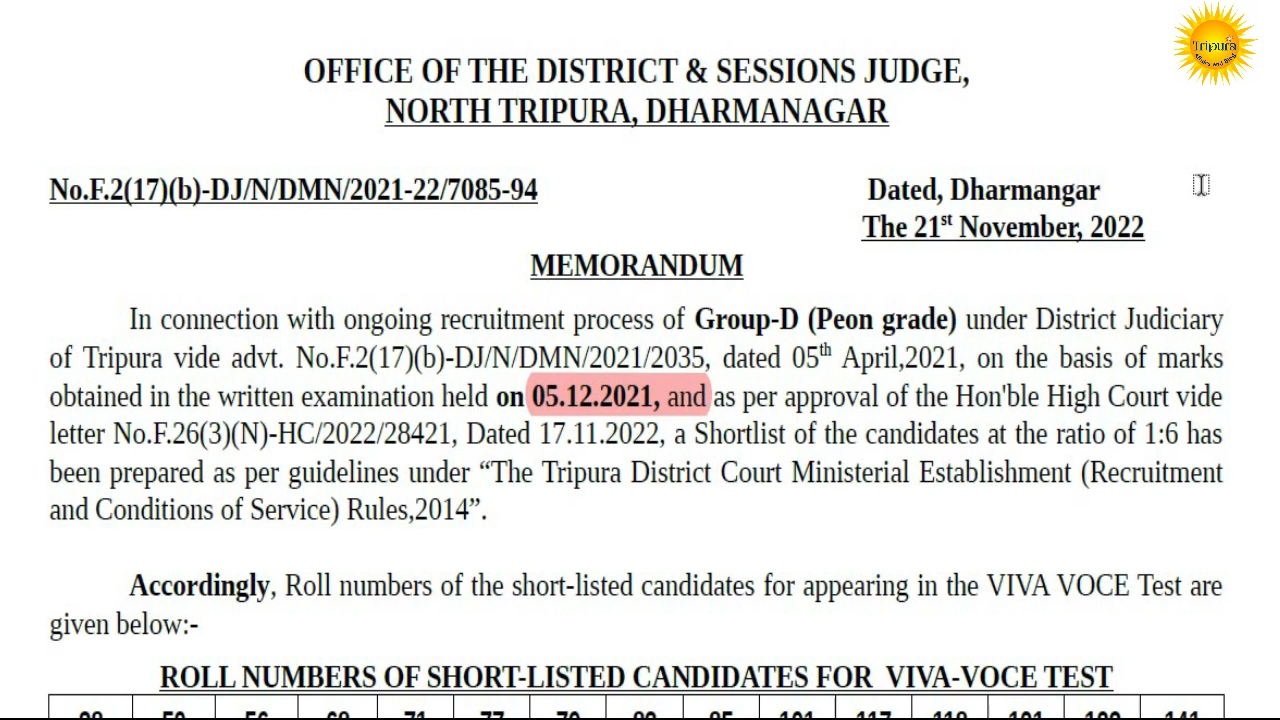 Tripura
OFFICE OF THE DISTRICT & SESSIONS JUDGE,
NORTH TRIPURA, DHARMANAGAR
No.F.2(17)(b)-DJ/N/DMN/2021-22/7085-94 Dated, Dharmangar
The 21st November, 2022
MEMORANDUM
In connection with ongoing recruitment process of Group-D (Peon grade) under District Judiciary
of Tripura vide advt. No.F.2(17)(b)-DJ/N/DMN/2021/2035, dated 05th April,2021, on the basis of marks
obtained in the written examination held on 05.12.2021, and as per approval of the Hon'ble High Court vide
letter No.F.26(3)(N)-HC/2022/28421, Dated 17.11.2022, a Shortlist of the candidates at the ratio of 1:6 has
been prepared as per guidelines under “The Tripura District Court Ministerial Establishment (Recruitment
and Conditions of Service) Rules,2014”.
Accordingly, Roll numbers of the short-listed candidates for appearing in the VIVA VOCE Test are
given below:-
ROLL NUMBERS OF SHORT-LISTED CANDIDATES FOR VIVA-VOCE TEST